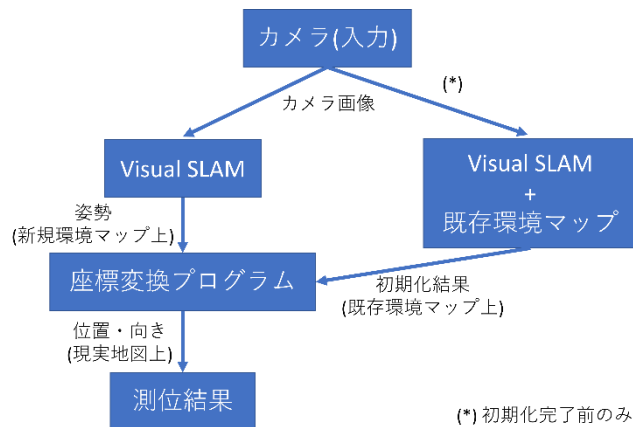 カメラ(入力)
(*)
カメラ画像
Visual SLAM
Visual SLAM
+
既存環境マップ
姿勢
(新規環境マップ上)
座標変換プログラム
初期化結果
(既存環境マップ上)
位置・向き
(現実地図上)
測位結果
(*) 初期化完了前のみ